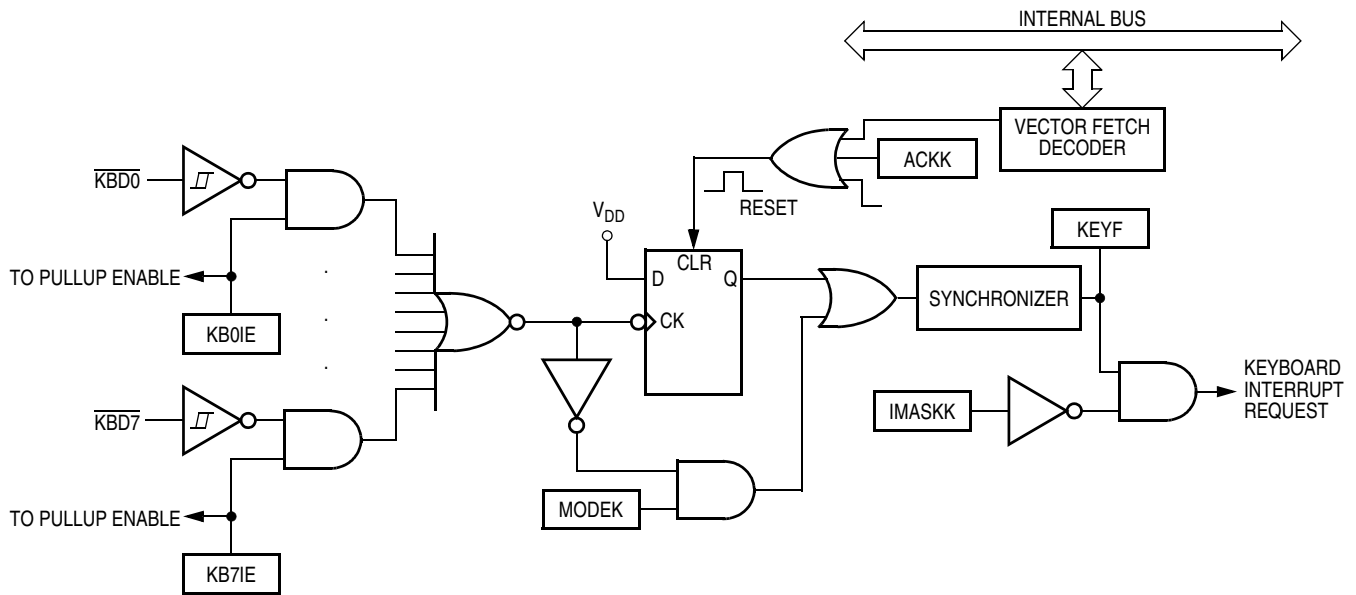 INTERNAL BUS
VECTOR FETCH
DECODER
ACKK
RESET
KBD0
VDD
KEYF
CLR
D
Q
CK
TO PULLUP ENABLE
SYNCHRONIZER
KB0IE
KEYBOARD
INTERRUPT
REQUEST
IMASKK
KBD7
MODEK
TO PULLUP ENABLE
KB7IE